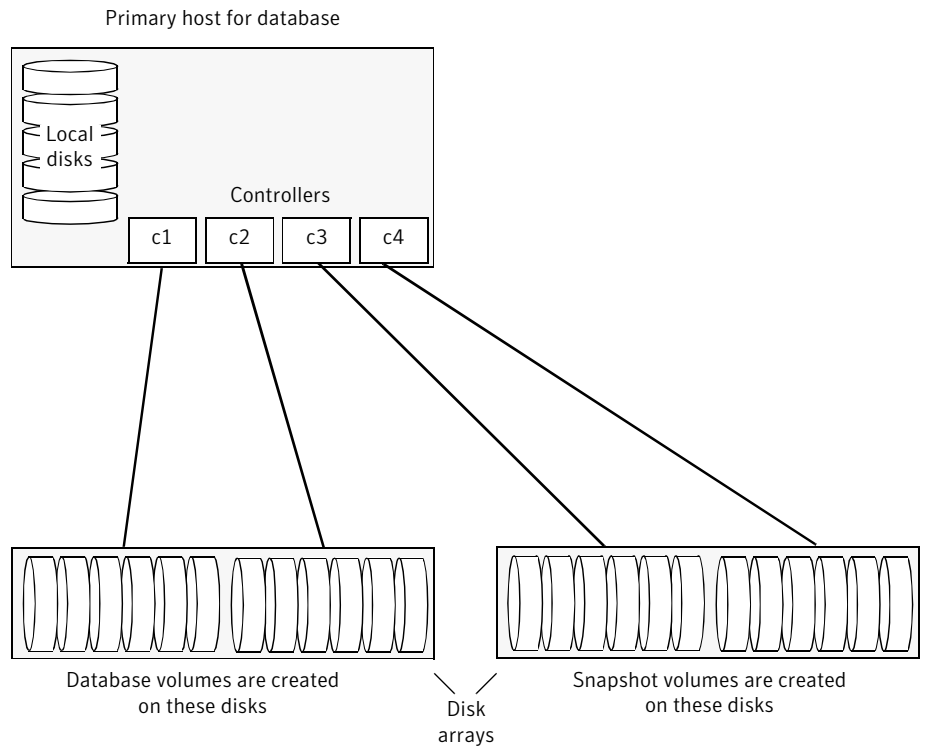 Primary host for database
Local
disks
Controllers
c1
c2
c3
c4
Database volumes are created
on these disks
Snapshot volumes are created
on these disks
Disk
arrays